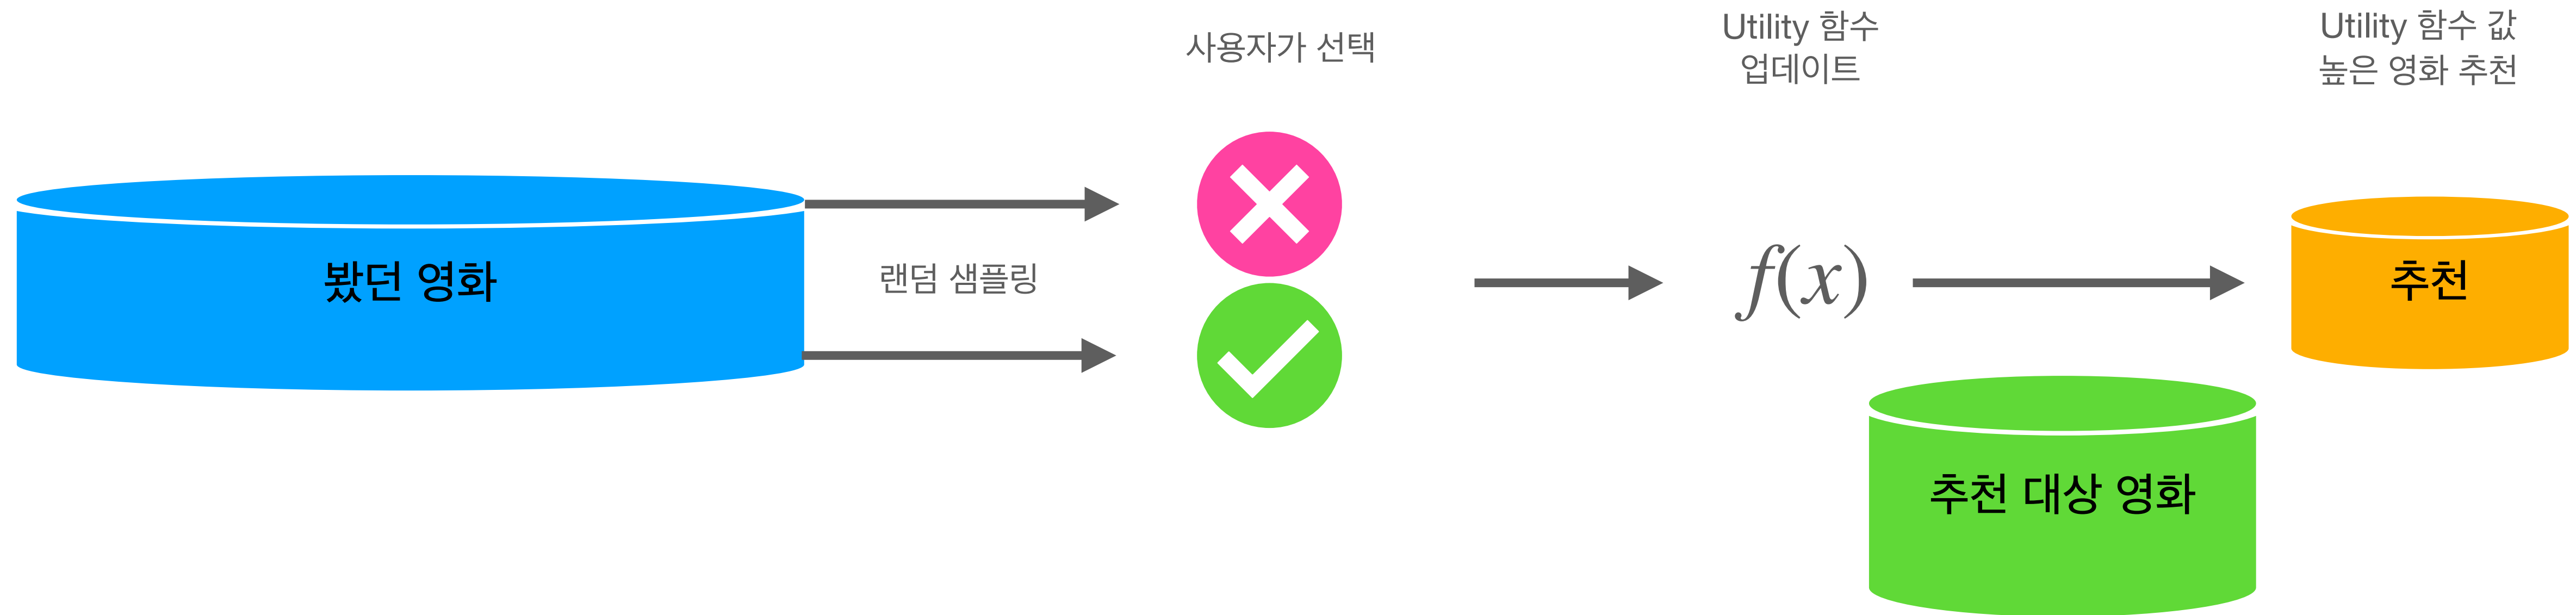 사용자가 선택
Utility 함수
업데이트
Utility 함수 값
높은 영화 추천
봤던 영화
랜덤 샘플링
f(x)
추천
추천 대상 영화